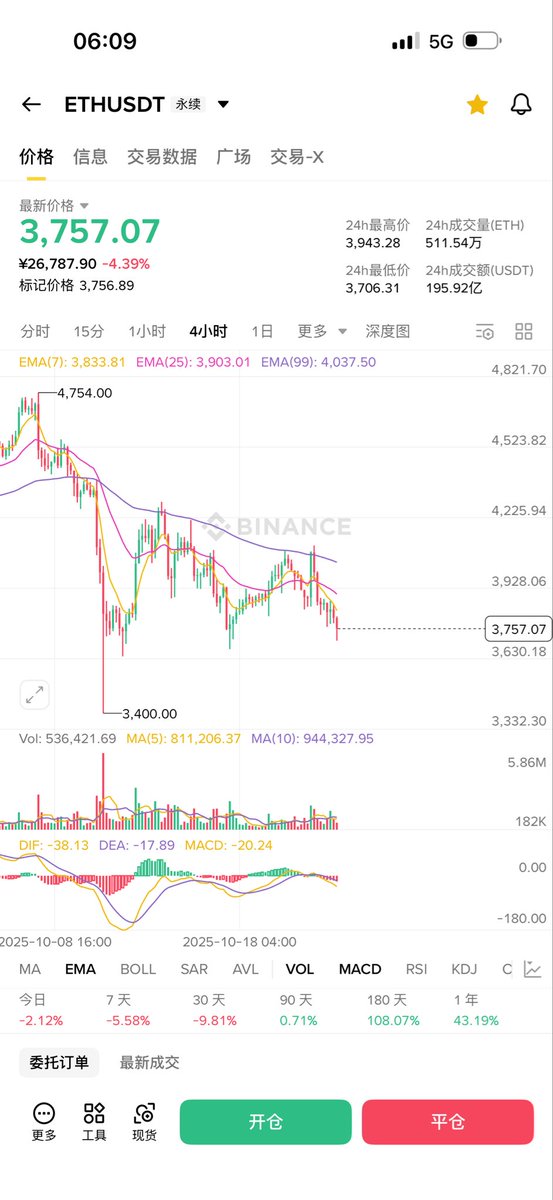 06:09 5G
ETHUSDT 永续
价格 信息 交易数据 广场 交易-X
最新价格
3,757.07
¥26,787.90 -4.39%
标记价格 3,756.89
24h最高价 24h成交量(ETH)
3,943.28 511.54万
24h最低价 24h成交额(USDT)
3,706.31 195.92亿
分时 15分 1小时 4小时 1日 更多 深度图
EMA(7): 3,833.81 EMA(25): 3,903.01 EMA(99): 4,037.50
4,821.70
4,754.00
4,523.82
4,225.94
BINANCE
3,928.06
3,757.07
3,630.18
3,400.00
3,332.30
Vol: 536,421.69 MA(5): 811,206.37 MA(10): 944,327.95
5.86M
182K
DIF: -38.13 DEA: -17.89 MACD: -20.24
0.00
-180.00
2025-10-08 16:00 2025-10-18 04:00
MA EMA BOLL SAR AVL VOL MACD RSI KDJ
今日 7 天 30 天 90 天 180 天 1 年
-2.12% -5.58% -9.81% 0.71% 108.07% 43.19%
委托订单 最新成交
更多 工具 现货 开仓 平仓